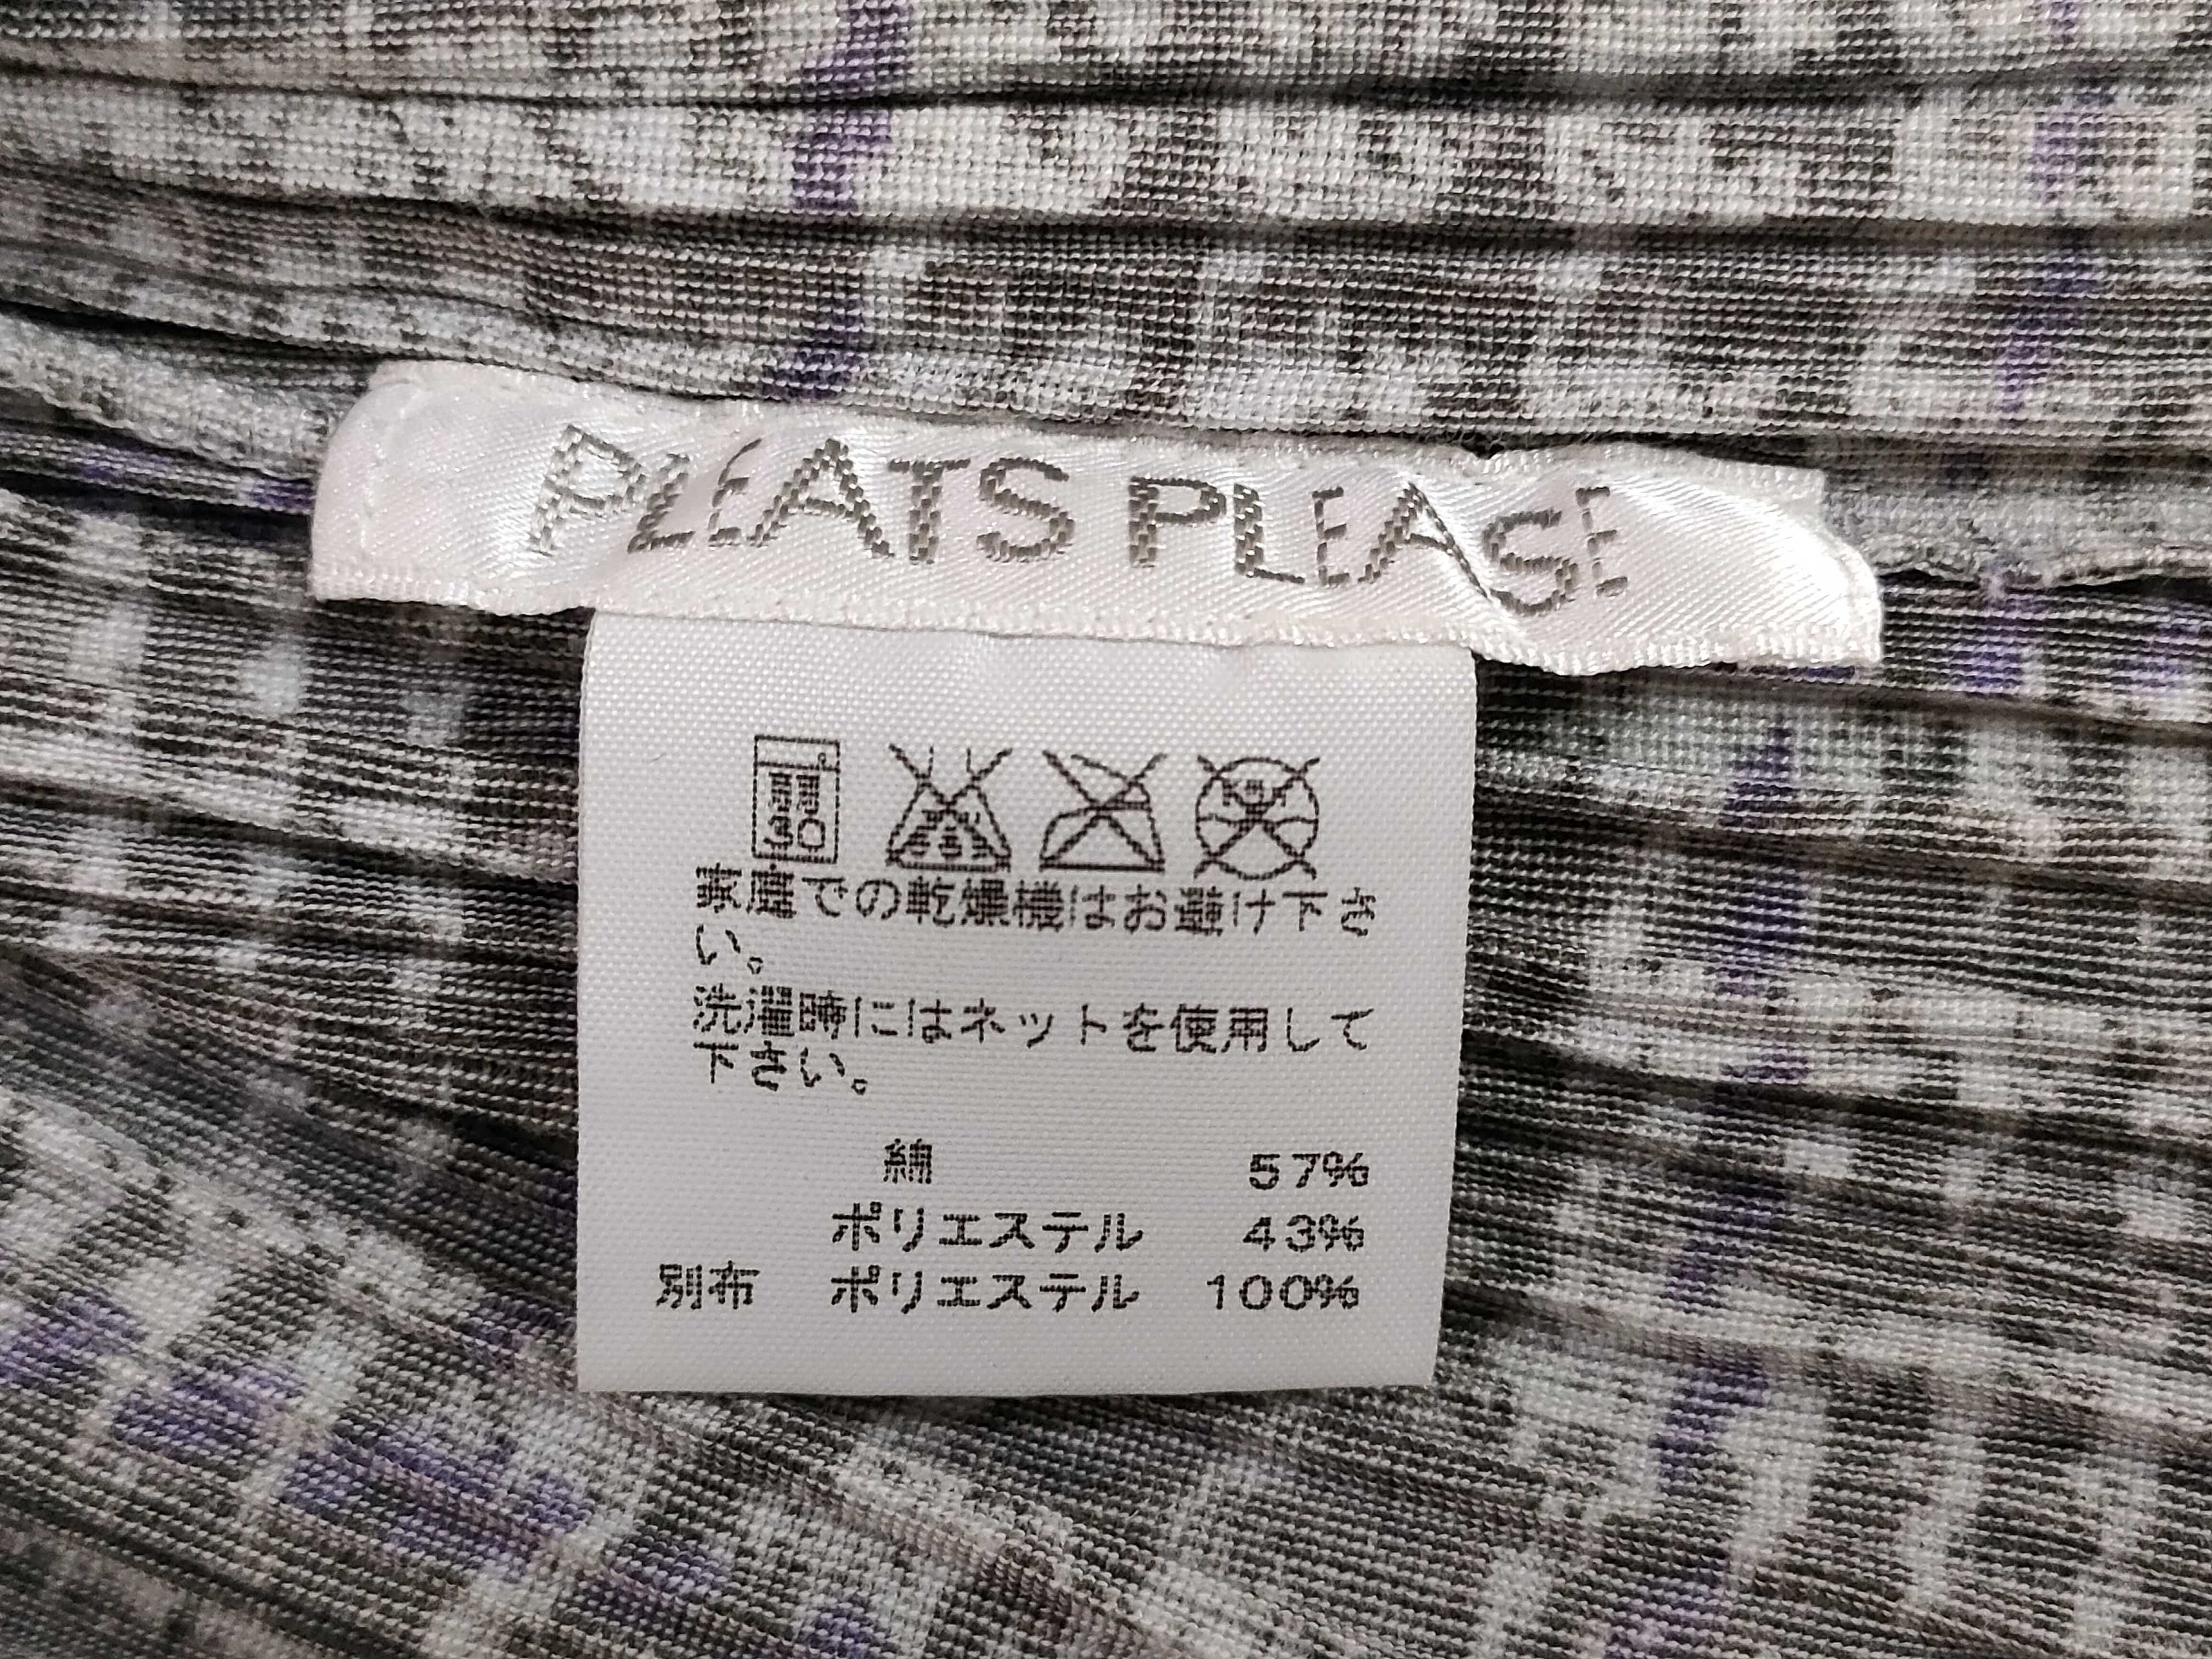 PLEATS PLEASE
家庭での乾燥機はお避け下さ
い。
洗濯時にはネットを使用して
下さい。
綿 57%
ポリエステル 43%
別布 ポリエステル 100%